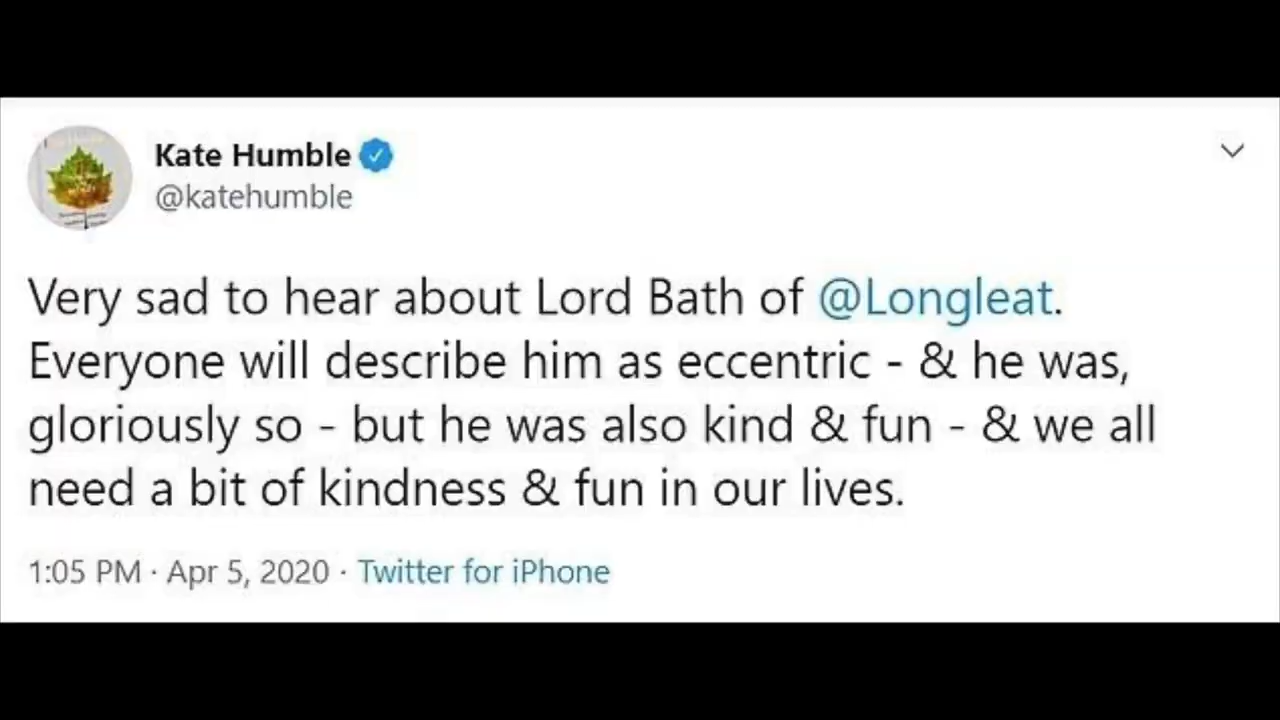 Kate Humble
@katehumble
Very sad to hear about Lord Bath of @Longleat.
Everyone will describe him as eccentric - & he was,
gloriously so - but he was also kind & fun - & we all
need a bit of kindness & fun in our lives.
1:05 PM · Apr 5, 2020 · Twitter for iPhone